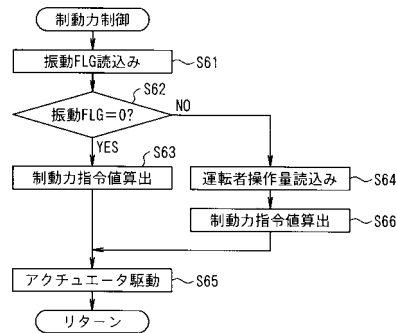 制動力制御
振動FLG読込み
S61
S62
振動FLG=0?
NO
YES
S63
制動力指令値算出
運転者操作量読込み
S64
制動力指令値算出
S66
アクチュエータ駆動
S65
リターン